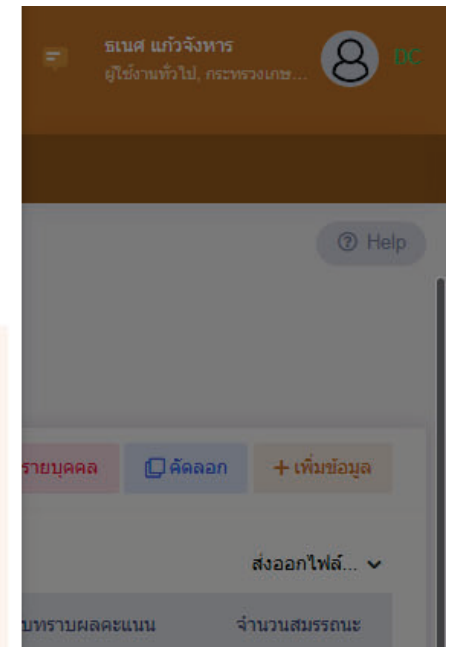 ธเนศ แก้วจังหาร
ผู้ใช้งานทั่วไป, กระทรวงเกษ...
DC
Help
รายบุคคล
คัดลอก
+ เพิ่มข้อมูล
ส่งออกไฟล์...
บทราบผลคะแนน
จำนวนสมรรถนะ